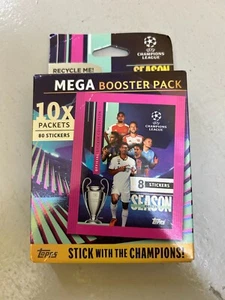 RECYCLE ME!
UEFA
CHAMPIONS
LEAGUE
SEASON
MEGA BOOSTER PACK
10x
PACKETS
80 STICKERS
UEFA
CHAMPIONS
LEAGUE
8 STICKERS
SEASON
Topps
Topps
STICK WITH THE CHAMPIONS!